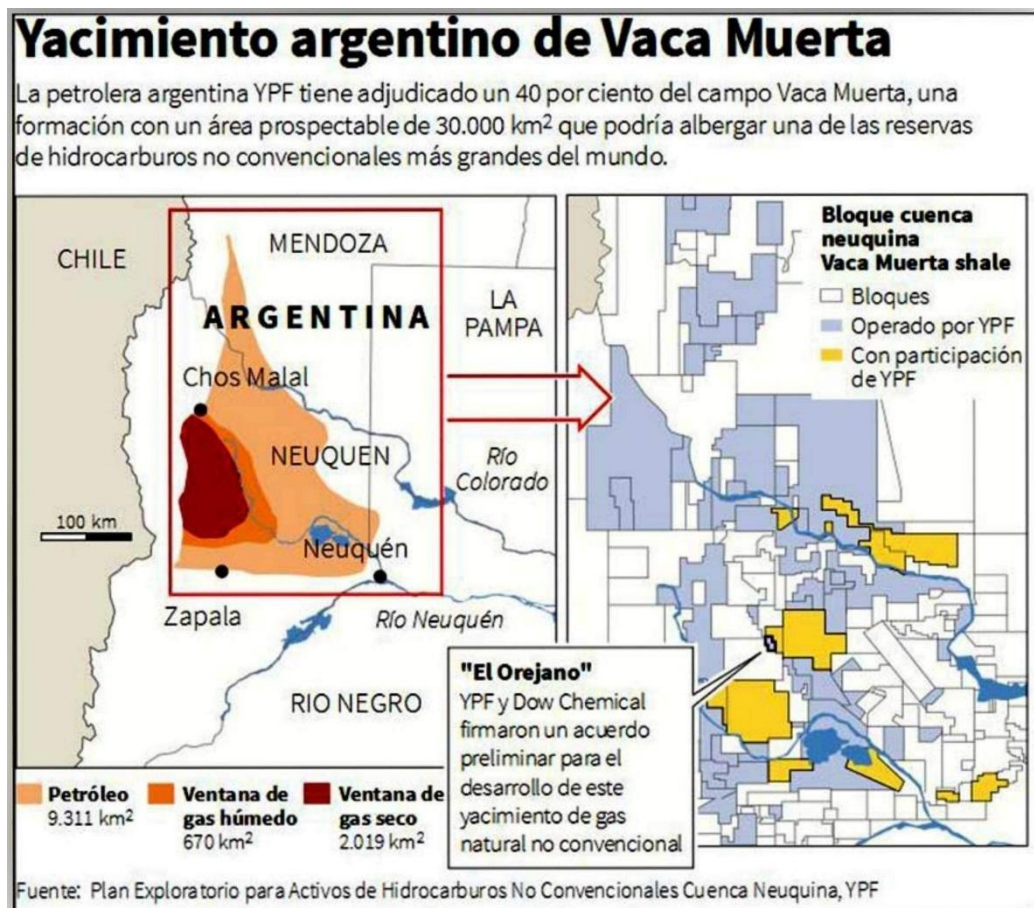 Yacimiento argentino de Vaca Muerta
La petrolera argentina YPF tiene adjudicado un 40 por ciento del campo Vaca Muerta, una
formación con un área prospectable de 30.000 km² que podría albergar una de las reservas
de hidrocarburos no convencionales más grandes del mundo.
CHILE
MENDOZA
ARGENTINA
LA
PAMPA
Chos Malal
NEUQUEN
Río
Colorado
100 km
Neuquén
Zapala
Río Neuquén
RIO NEGRO
Bloque cuenca
neuquina
Vaca Muerta shale
Bloques
Operado por YPF
Con participación
de YPF
"El Orejano"
YPF y Dow Chemical
firmaron un acuerdo
preliminar para el
desarrollo de este
yacimiento de gas
natural no convencional
Petróleo
9.311 km²
Ventana de
gas húmedo
670 km²
Ventana de
gas seco
2.019 km²
Fuente: Plan Exploratorio para Activos de Hidrocarburos No Convencionales Cuenca Neuquina, YPF